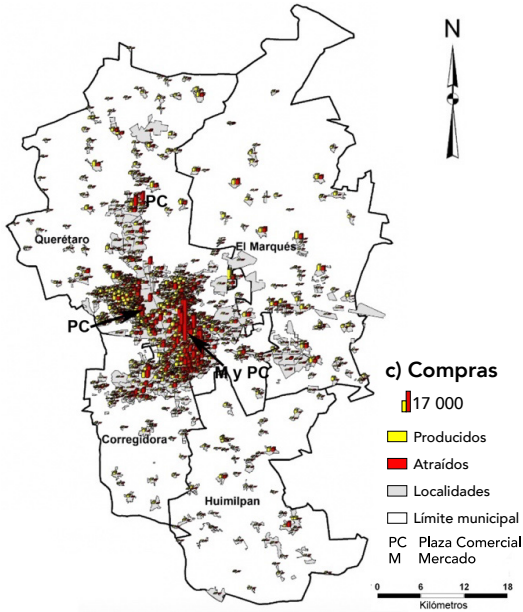 N
PC
Querétaro
El Marqués
PC
M y PC
Corregidora
Huimilpan
c) Compras
17 000
Producidos
Atraídos
Localidades
Límite municipal
PC Plaza Comercial
M Mercado
0 6 12 18
Kilómetros